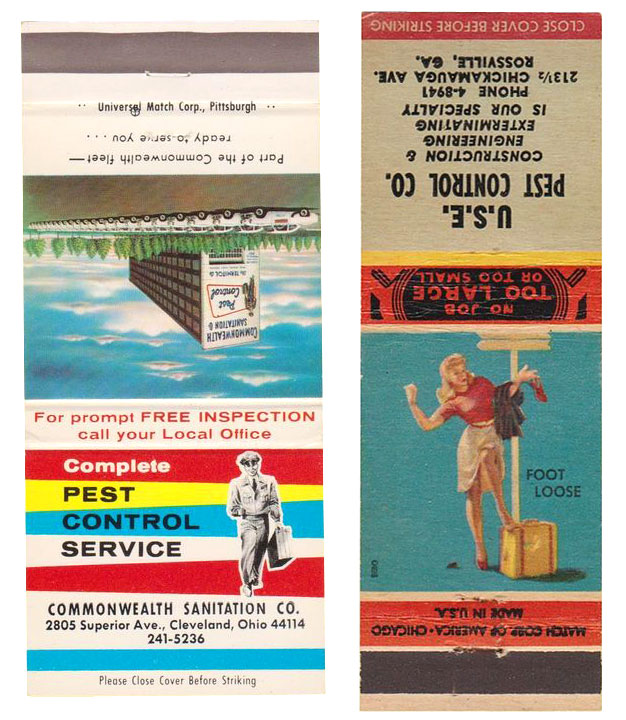 ·· Universal Match Corp., Pittsburgh ··
Part of the Commonwealth fleet—
ready to serve you ...
COMMONWEALTH
SANITATION &
Pest
Control
For prompt FREE INSPECTION
call your Local Office
Complete
PEST
CONTROL
SERVICE
COMMONWEALTH SANITATION CO.
2805 Superior Ave., Cleveland, Ohio 44114
241-5236
Please Close Cover Before Striking
CLOSE COVER BEFORE STRIKING
U.S.E.
PEST CONTROL CO.
CONSTRUCTION &
ENGINEERING
EXTERMINATING
IS OUR SPECIALTY
PHONE 4-8941
213½ CHICKAMAUGA AVE.
ROSSVILLE, GA.
NO JOB
TOO LARGE
OR TOO SMALL
FOOT
LOOSE
MATCH CORP OF AMERICA • CHICAGO
MADE IN U.S.A.